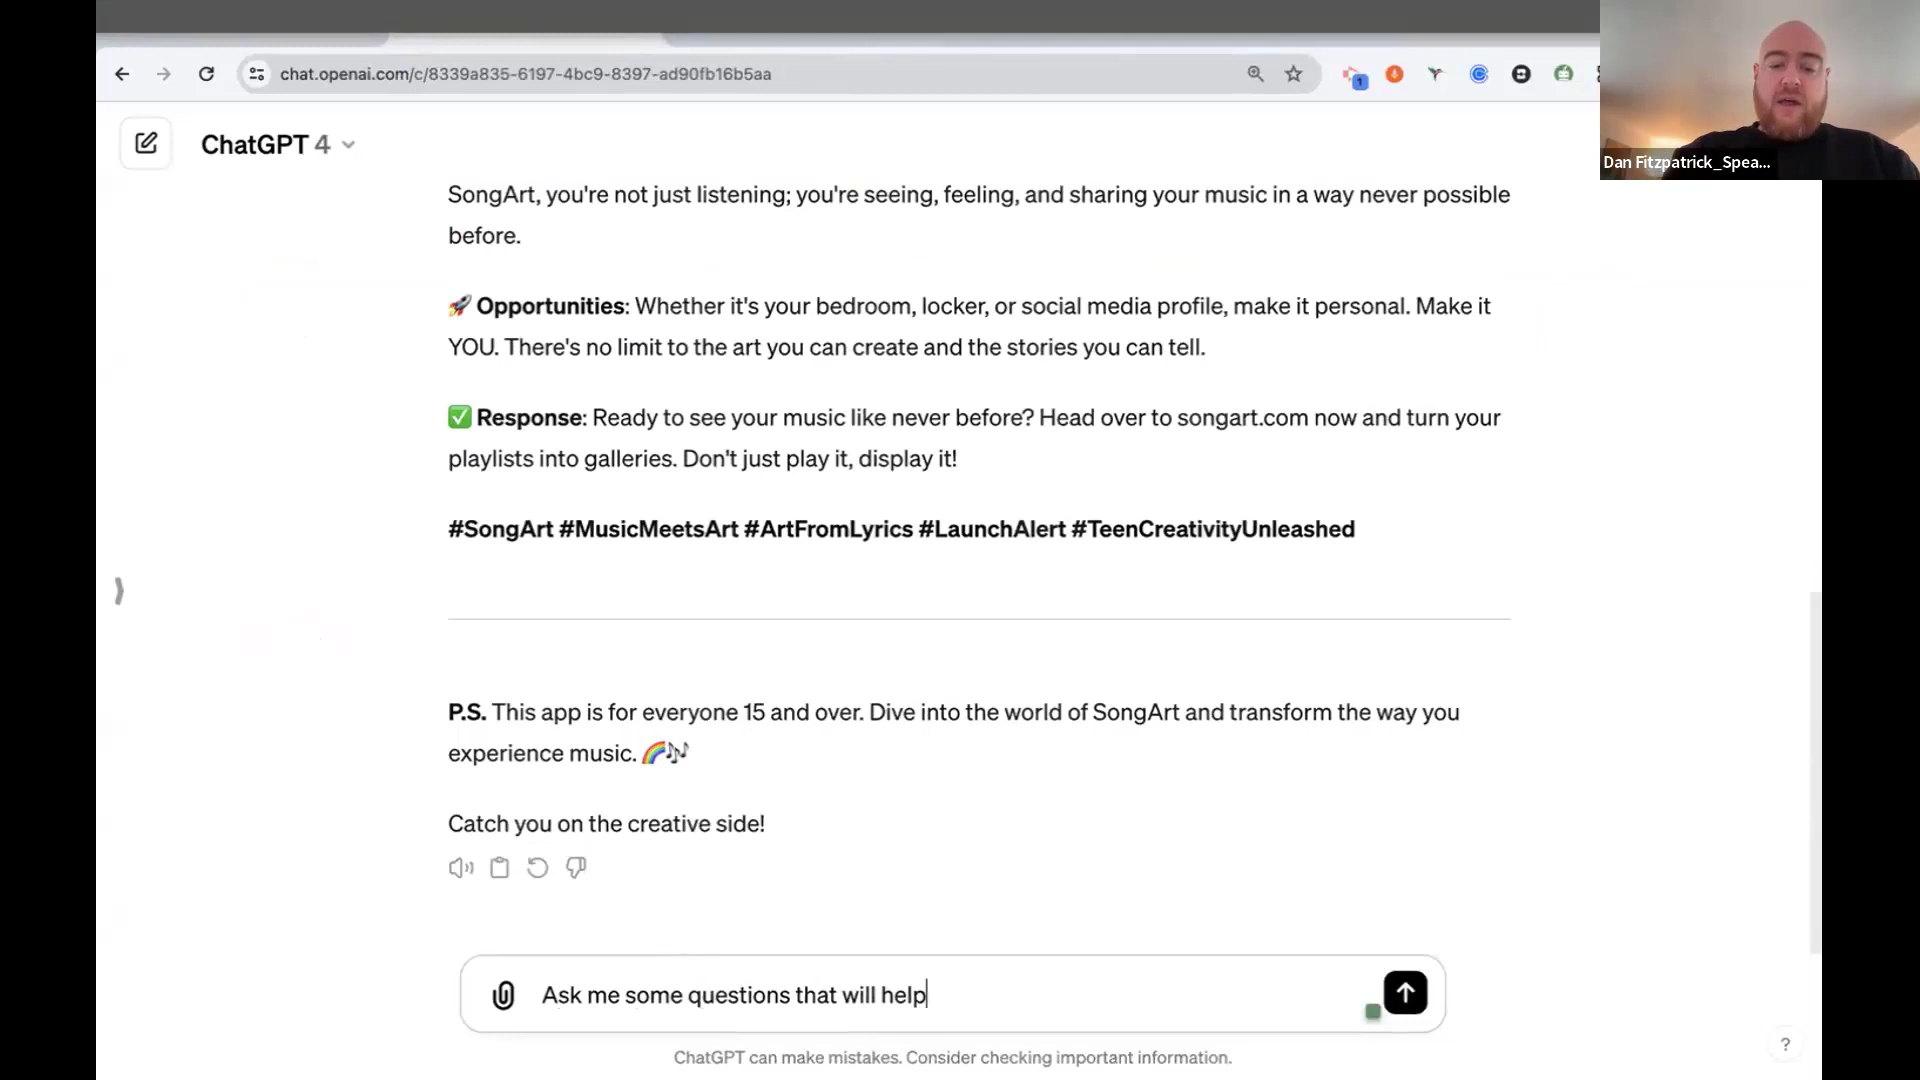 chat.openai.com/c/8339a835-6197-4bc9-8397-ad90fb16b5aa
1
Dan Fitzpatrick_Spea...
ChatGPT 4
SongArt, you're not just listening; you're seeing, feeling, and sharing your music in a way never possible
before.
🚀 Opportunities: Whether it's your bedroom, locker, or social media profile, make it personal. Make it
YOU. There's no limit to the art you can create and the stories you can tell.
✅ Response: Ready to see your music like never before? Head over to songart.com now and turn your
playlists into galleries. Don't just play it, display it!
#SongArt #MusicMeetsArt #ArtFromLyrics #LaunchAlert #TeenCreativityUnleashed
P.S. This app is for everyone 15 and over. Dive into the world of SongArt and transform the way you
experience music. 🌈🎶
Catch you on the creative side!
Ask me some questions that will help
ChatGPT can make mistakes. Consider checking important information.
?